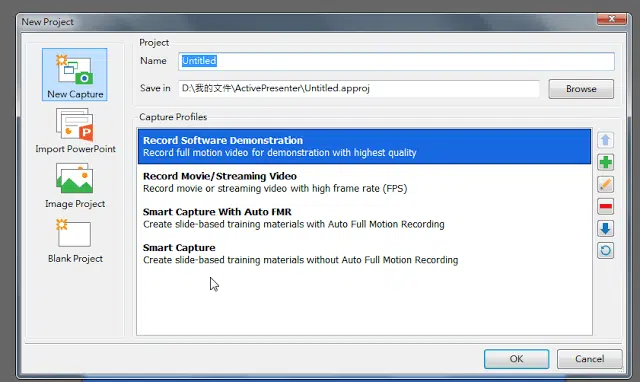 New Project
New Capture
Import PowerPoint
Image Project
Blank Project
Project
Name
Untitled
Save in
D:\我的文件\ActivePresenter\Untitled.approj
Browse
Capture Profiles
Record Software Demonstration
Record full motion video for demonstration with highest quality
Record Movie/Streaming Video
Record movie or streaming video with high frame rate (FPS)
Smart Capture With Auto FMR
Create slide-based training materials with Auto Full Motion Recording
Smart Capture
Create slide-based training materials without Auto Full Motion Recording
OK
Cancel